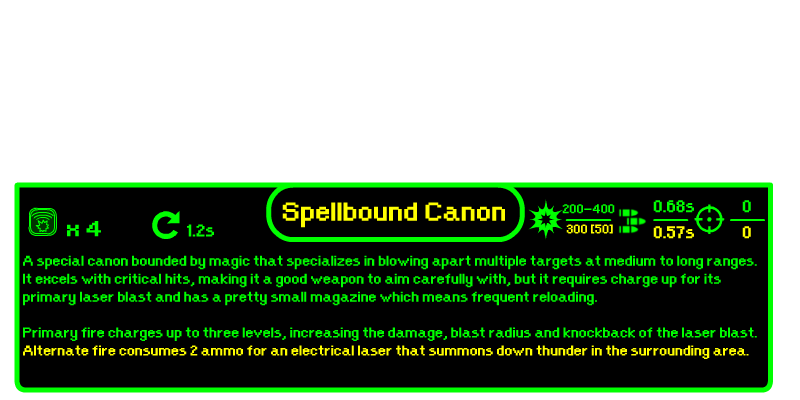 Spellbound Canon
x 4
1.2s
200-400
300 [50]
0.68s
0.57s
0
0
A special canon bounded by magic that specializes in blowing apart multiple targets at medium to long ranges.
It excels with critical hits, making it a good weapon to aim carefully with, but it requires charge up for its
primary laser blast and has a pretty small magazine which means frequent reloading.
Primary fire charges up to three levels, increasing the damage, blast radius and knockback of the laser blast.
Alternate fire consumes 2 ammo for an electrical laser that summons down thunder in the surrounding area.